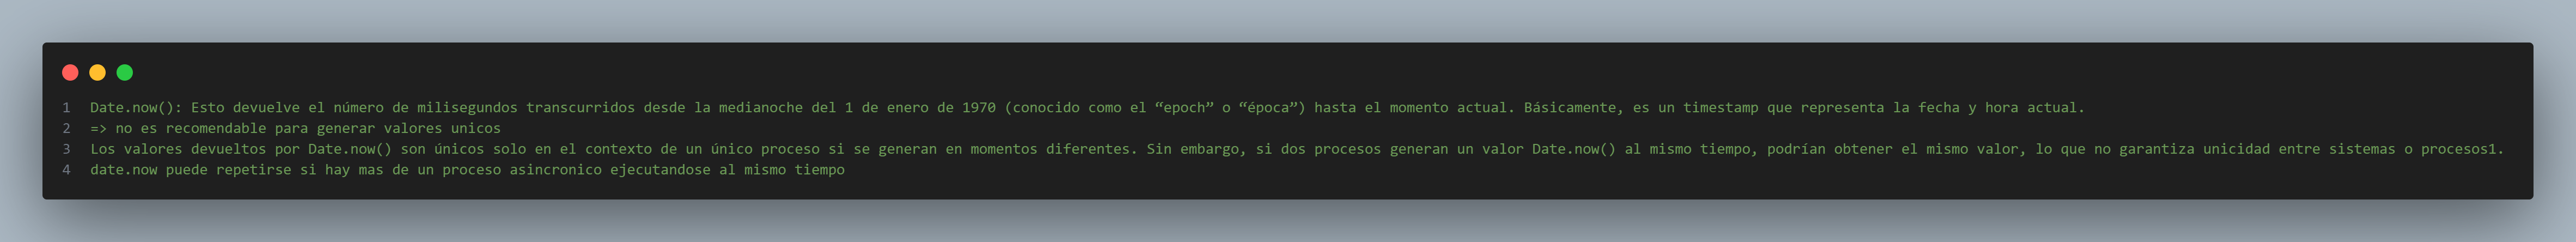 1 Date.now(): Esto devuelve el número de milisegundos transcurridos desde la medianoche del 1 de enero de 1970 (conocido como el “epoch” o “época”) hasta el momento actual. Básicamente, es un timestamp que representa la fecha y hora actual.
2 => no es recomendable para generar valores unicos
3 Los valores devueltos por Date.now() son únicos solo en el contexto de un único proceso si se generan en momentos diferentes. Sin embargo, si dos procesos generan un valor Date.now() al mismo tiempo, podrían obtener el mismo valor, lo que no garantiza unicidad entre sistemas o procesos1.
4 date.now puede repetirse si hay mas de un proceso asincronico ejecutandose al mismo tiempo